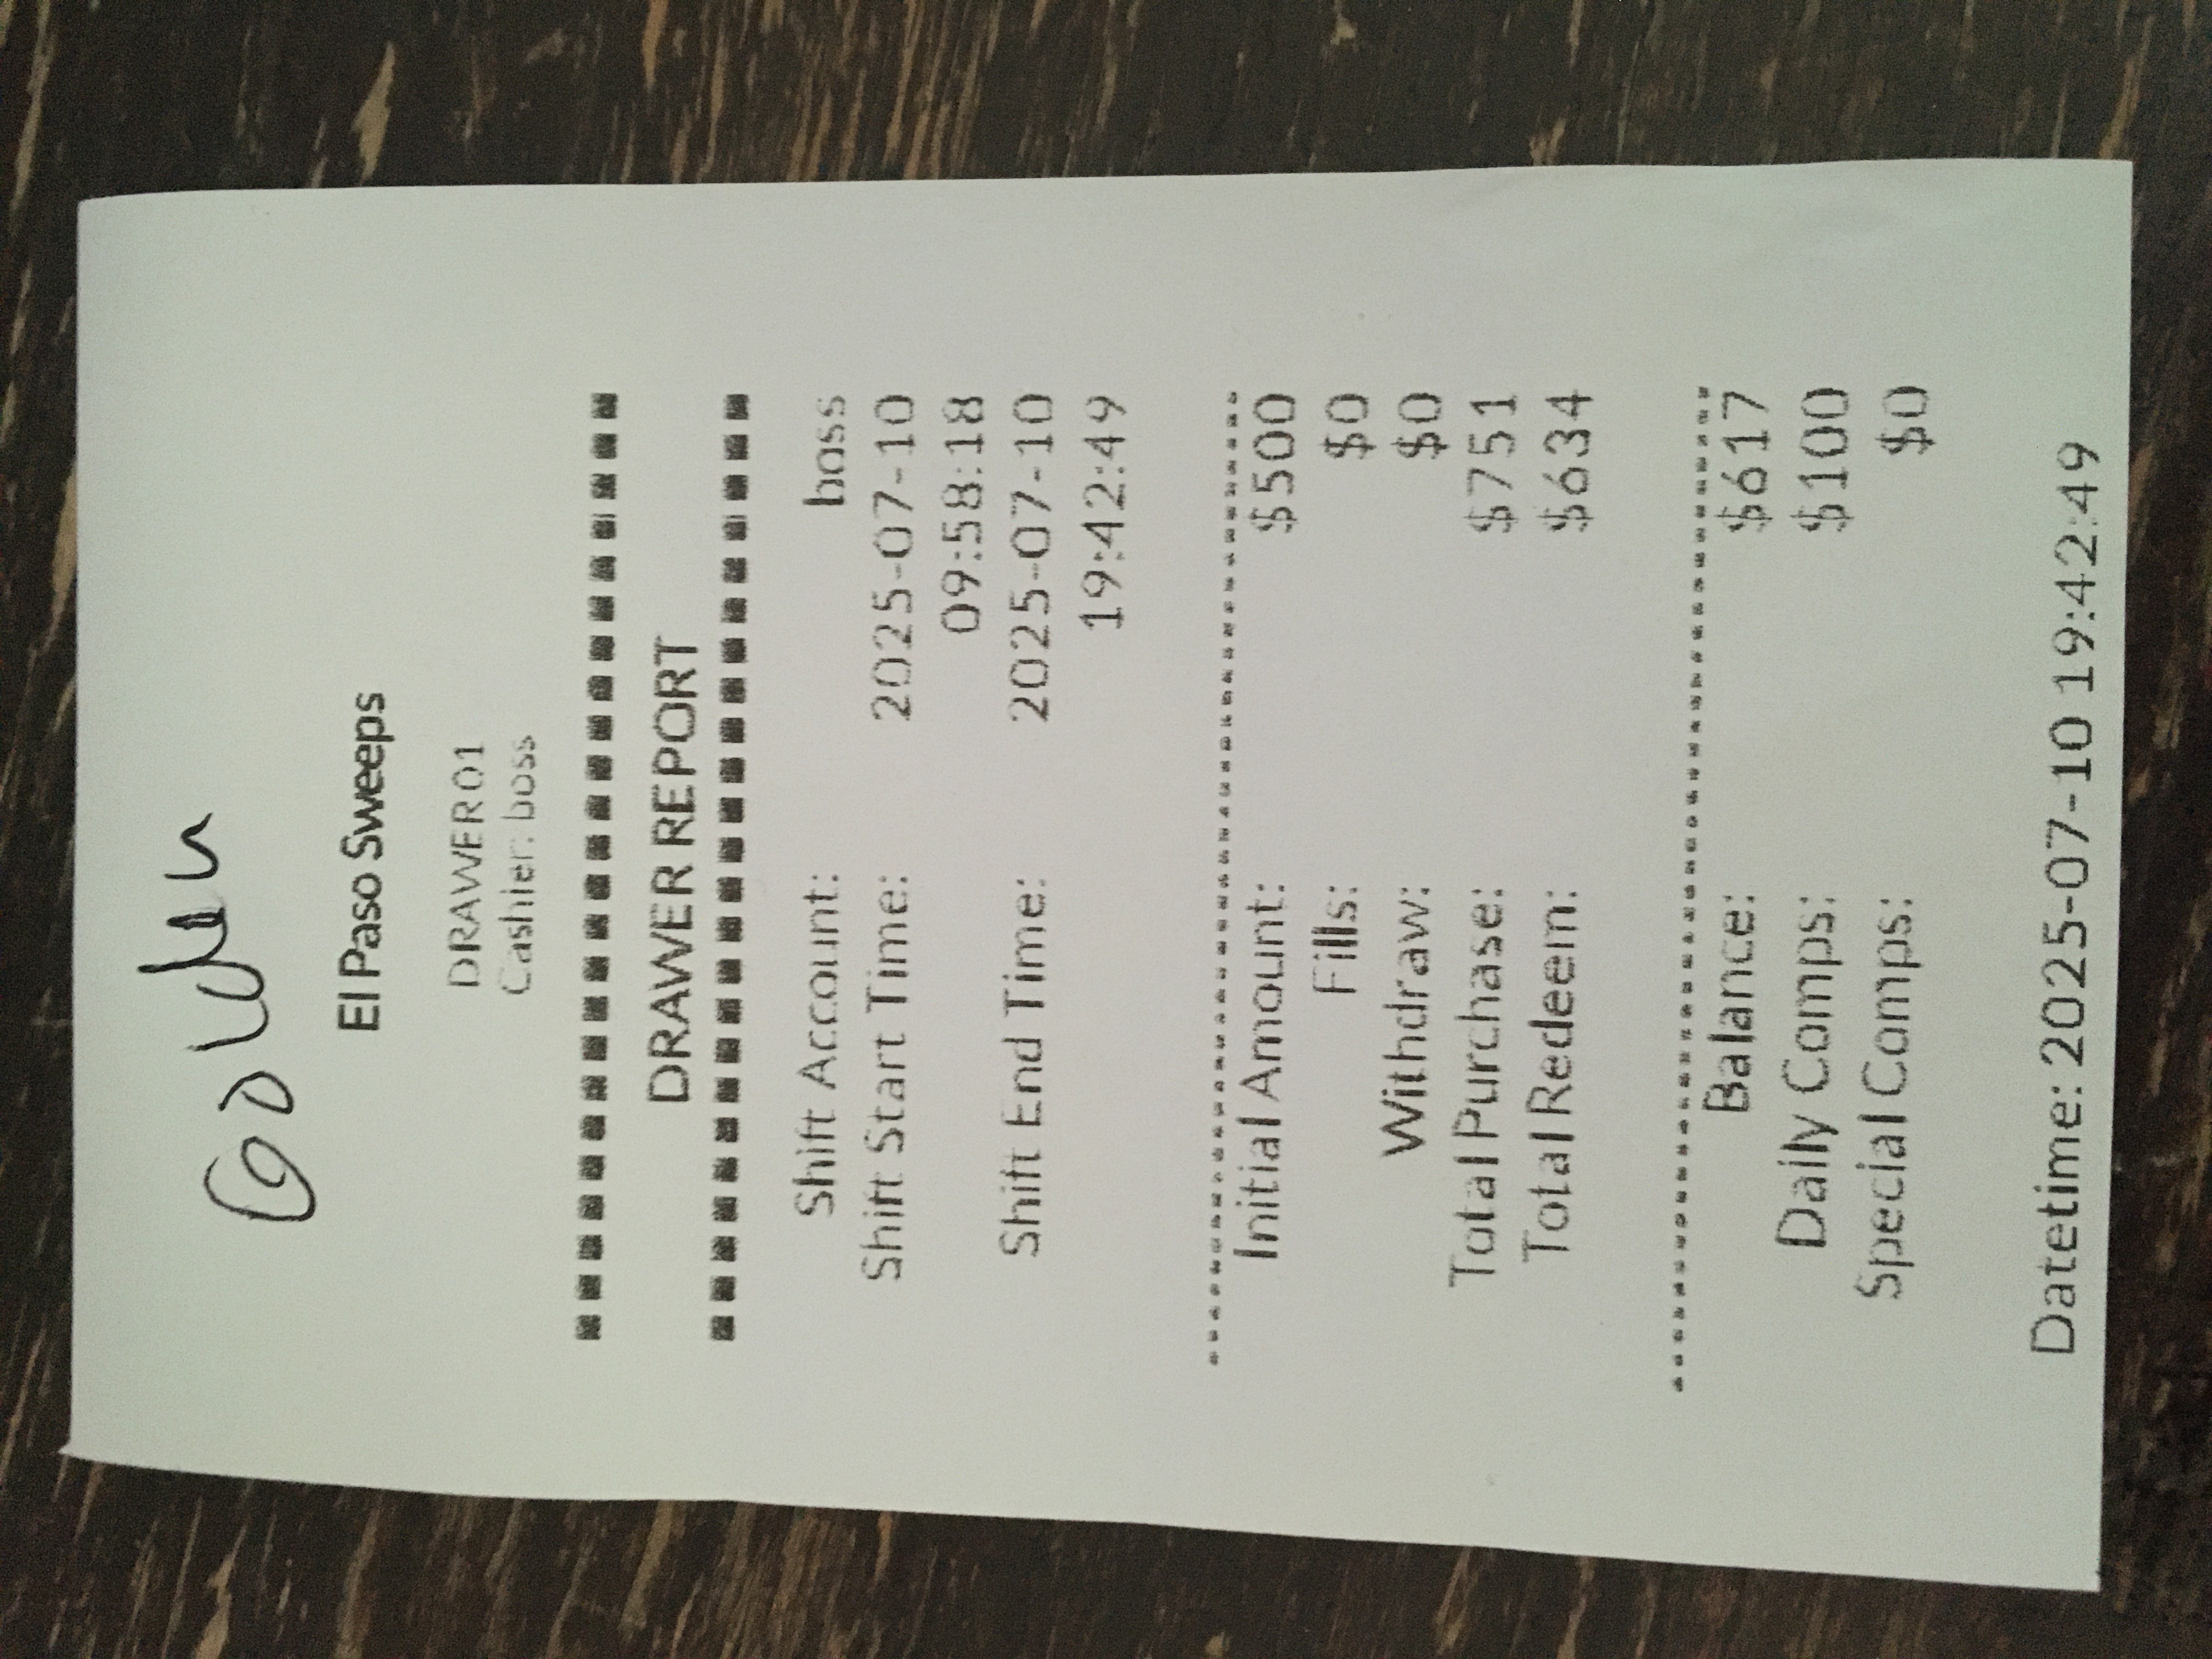 El Paso Sweeps
DRAWER01
Cashier: boss
DRAWER REPORT
Shift Account: boss
Shift Start Time: 2025-07-10
09:58:18
Shift End Time: 2025-07-10
19:42:49
Initial Amount: $500
Fills: $0
Withdraw: $0
Total Purchase: $751
Total Redeem: $634
Balance: $617
Daily Comps: $100
Special Comps: $0
Datetime: 2025-07-10 19:42:49